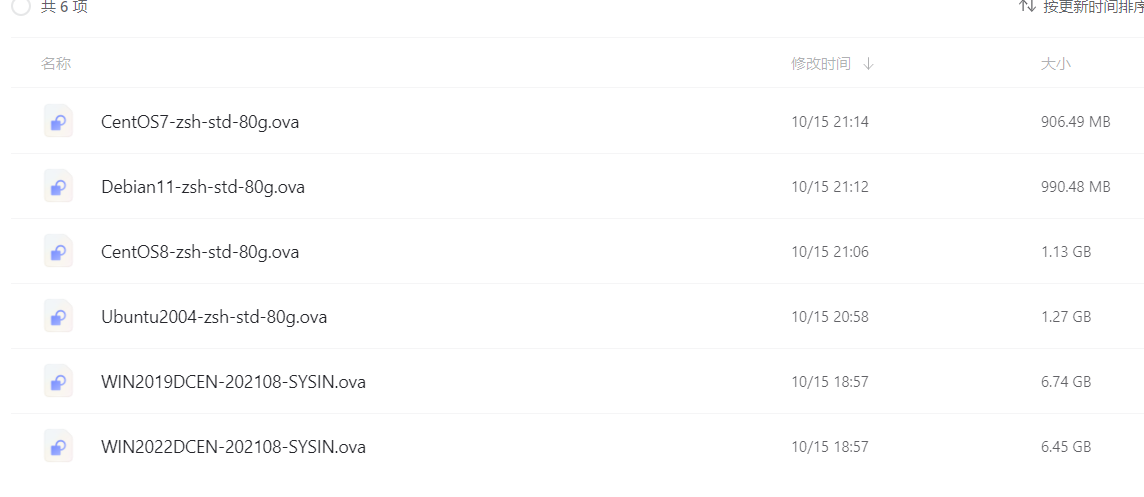 共 6 项
按更新时间排序
名称 修改时间 ↓ 大小
CentOS7-zsh-std-80g.ova 10/15 21:14 906.49 MB
Debian11-zsh-std-80g.ova 10/15 21:12 990.48 MB
CentOS8-zsh-std-80g.ova 10/15 21:06 1.13 GB
Ubuntu2004-zsh-std-80g.ova 10/15 20:58 1.27 GB
WIN2019DCEN-202108-SYSIN.ova 10/15 18:57 6.74 GB
WIN2022DCEN-202108-SYSIN.ova 10/15 18:57 6.45 GB